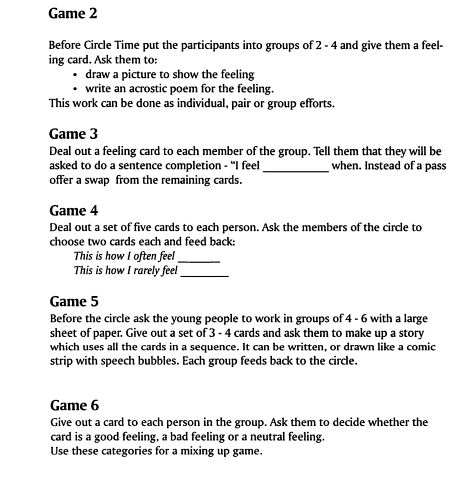 Game 2
Before Circle Time put the participants into groups of 2 - 4 and give them a feel-
ing card. Ask them to:
• draw a picture to show the feeling
• write an acrostic poem for the feeling.
This work can be done as individual, pair or group efforts.
Game 3
Deal out a feeling card to each member of the group. Tell them that they will be
asked to do a sentence completion - "I feel ____________ when. Instead of a pass
offer a swap from the remaining cards.
Game 4
Deal out a set of five cards to each person. Ask the members of the circle to
choose two cards each and feed back:
This is how I often feel ________
This is how I rarely feel _________
Game 5
Before the circle ask the young people to work in groups of 4 - 6 with a large
sheet of paper. Give out a set of 3 - 4 cards and ask them to make up a story
which uses all the cards in a sequence. It can be written, or drawn like a comic
strip with speech bubbles. Each group feeds back to the circle.
Game 6
Give out a card to each person in the group. Ask them to decide whether the
card is a good feeling, a bad feeling or a neutral feeling.
Use these categories for a mixing up game.